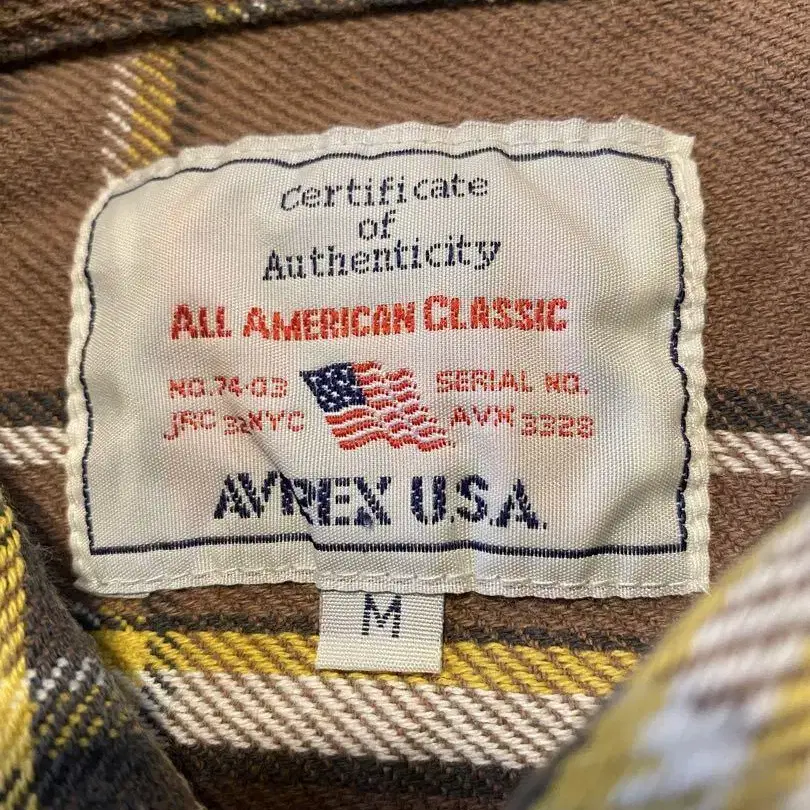 Certificate
of
Authenticity
ALL AMERICAN CLASSIC
NO.74-03 SERIAL NO.
JRC 32NYC AVX 3328
AVIREX U.S.A.
M